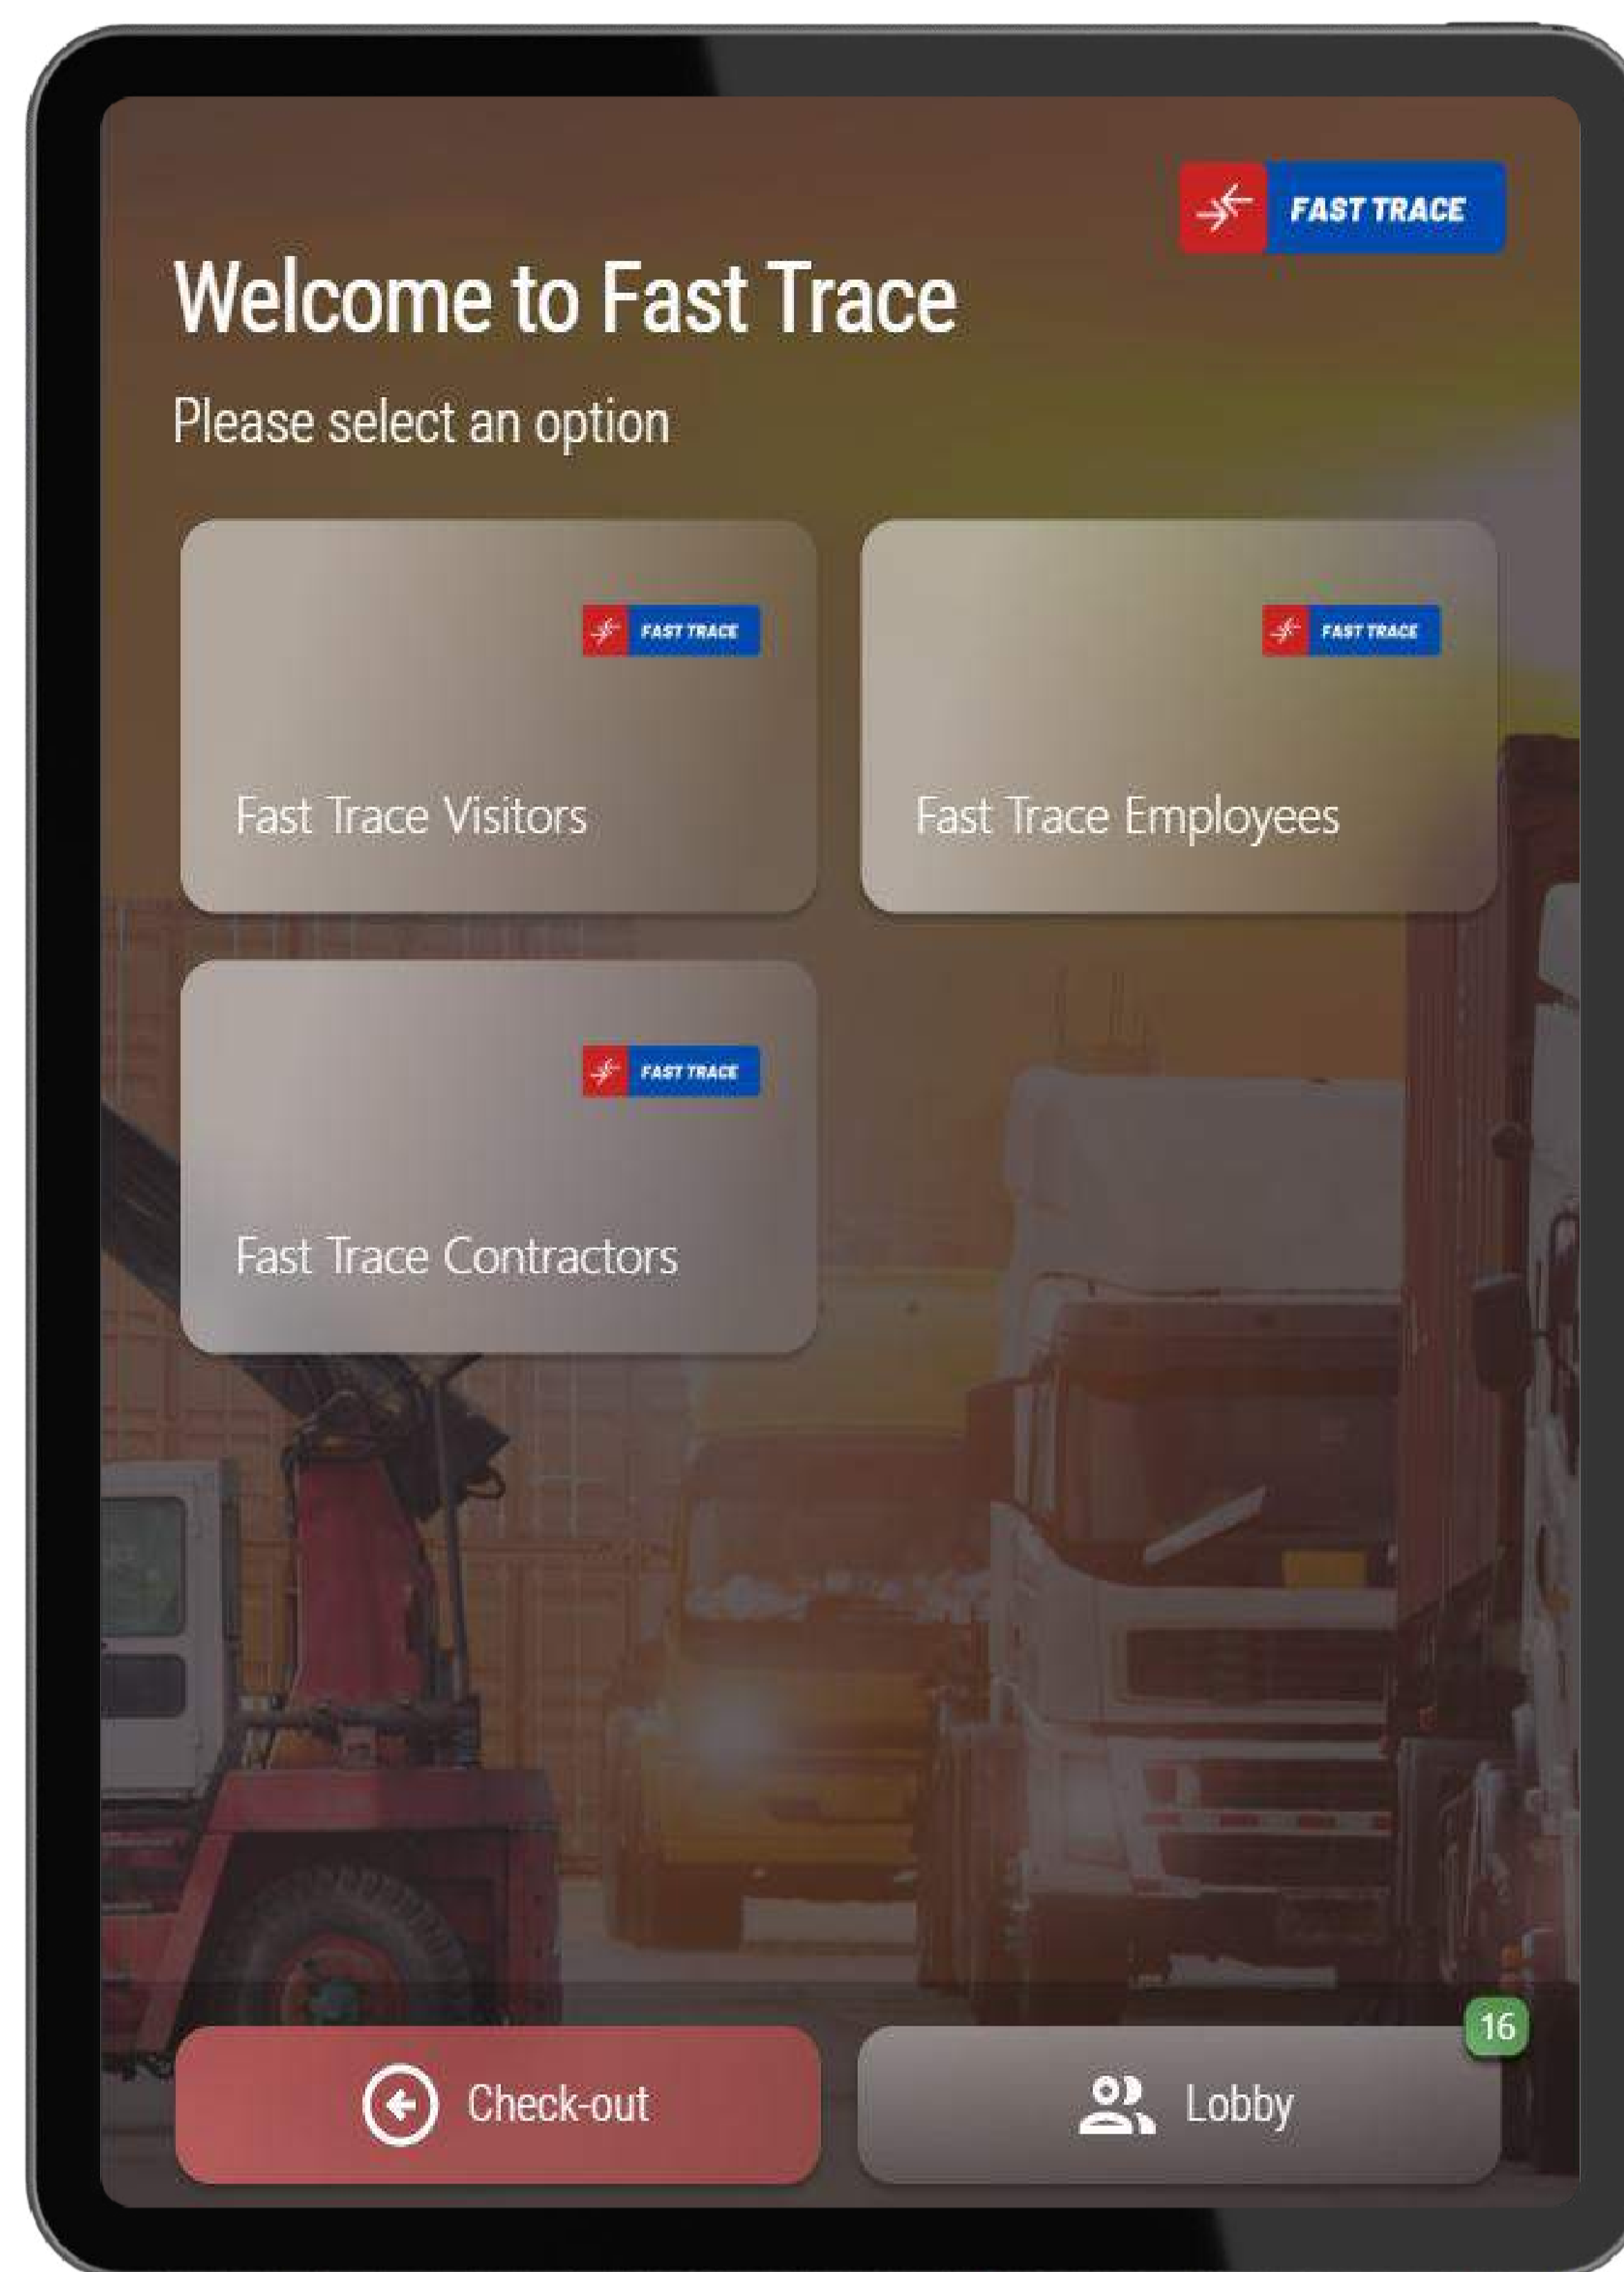 FAST TRACE
Welcome to Fast Trace
Please select an option
FAST TRACE
FAST TRACE
Fast Trace Visitors
Fast Trace Employees
FAST TRACE
Fast Trace Contractors
16
Check-out
Lobby